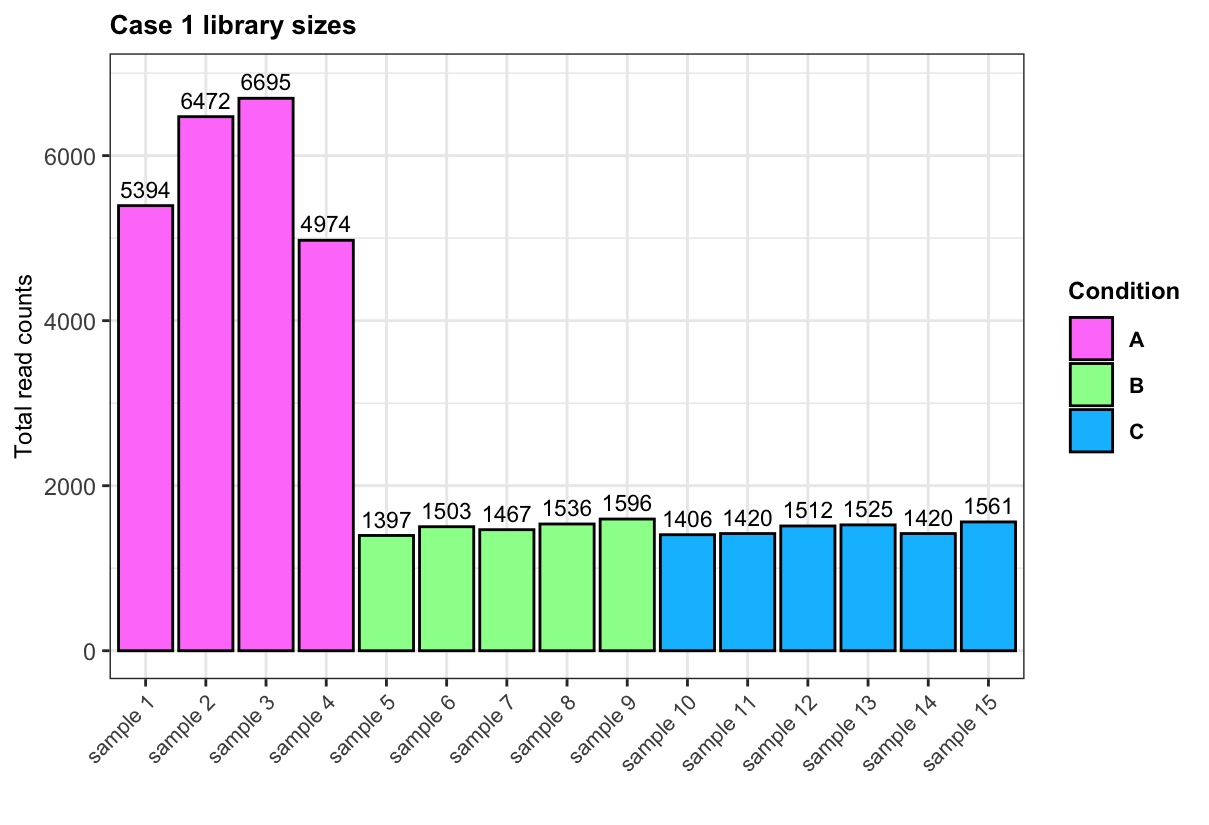 Case 1 library sizes
Total read counts
6000
4000
2000
0
5394
6472
6695
4974
1397
1503
1467
1536
1596
1406
1420
1512
1525
1420
1561
sample 1
sample 2
sample 3
sample 4
sample 5
sample 6
sample 7
sample 8
sample 9
sample 10
sample 11
sample 12
sample 13
sample 14
sample 15
Condition
A
B
C